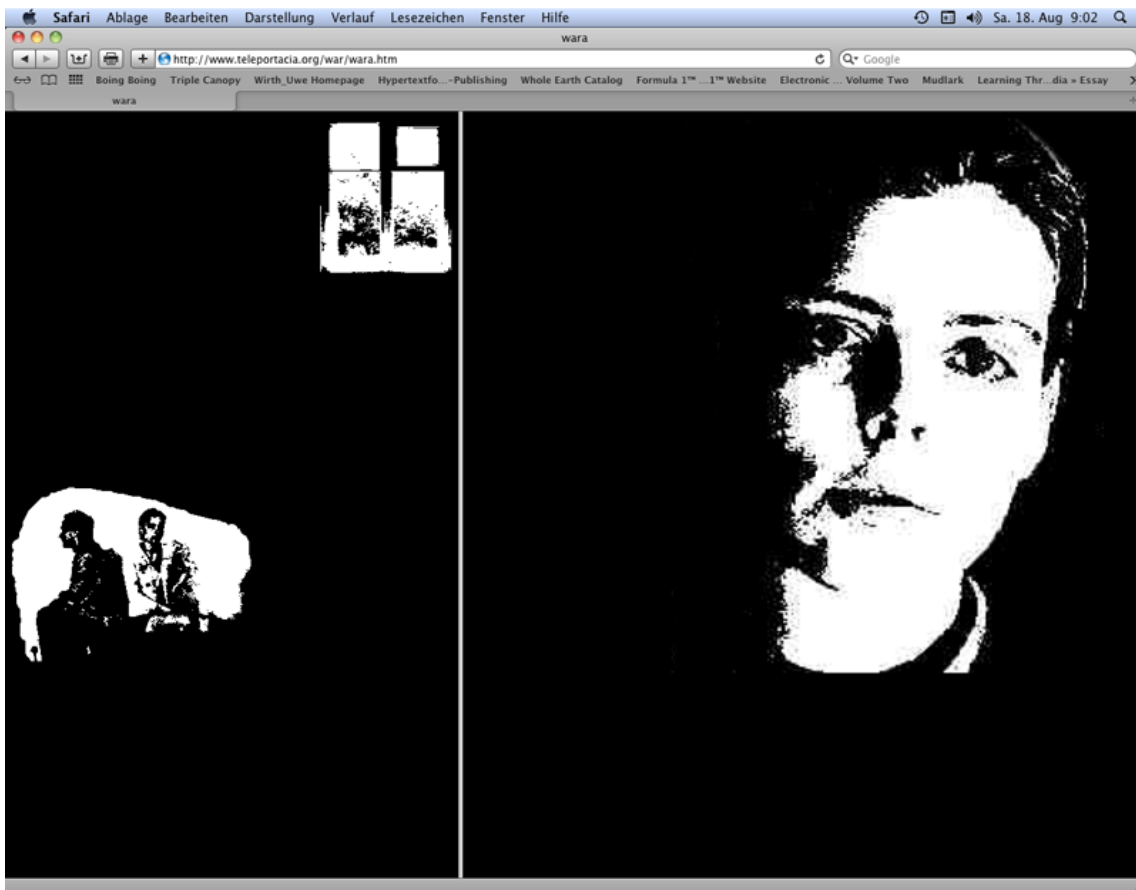 Safari Ablage Bearbeiten Darstellung Verlauf Lesezeichen Fenster Hilfe Sa. 18. Aug 9:02
wara
http://www.teleportacia.org/war/wara.htm Google
Boing Boing Triple Canopy Wirth_Uwe Homepage Hypertextfo...-Publishing Whole Earth Catalog Formula 1™ ...1™ Website Electronic ... Volume Two Mudlark Learning Thr...dia » Essay
wara